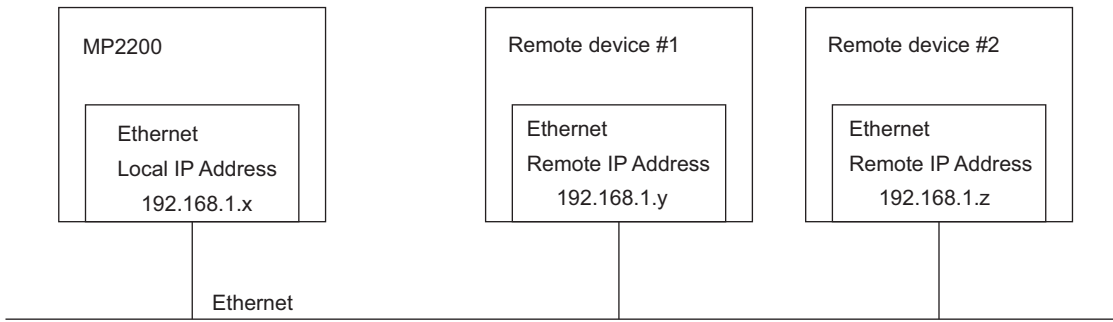 MP2200
Ethernet
Local IP Address
192.168.1.x
Remote device #1
Ethernet
Remote IP Address
192.168.1.y
Remote device #2
Ethernet
Remote IP Address
192.168.1.z
Ethernet